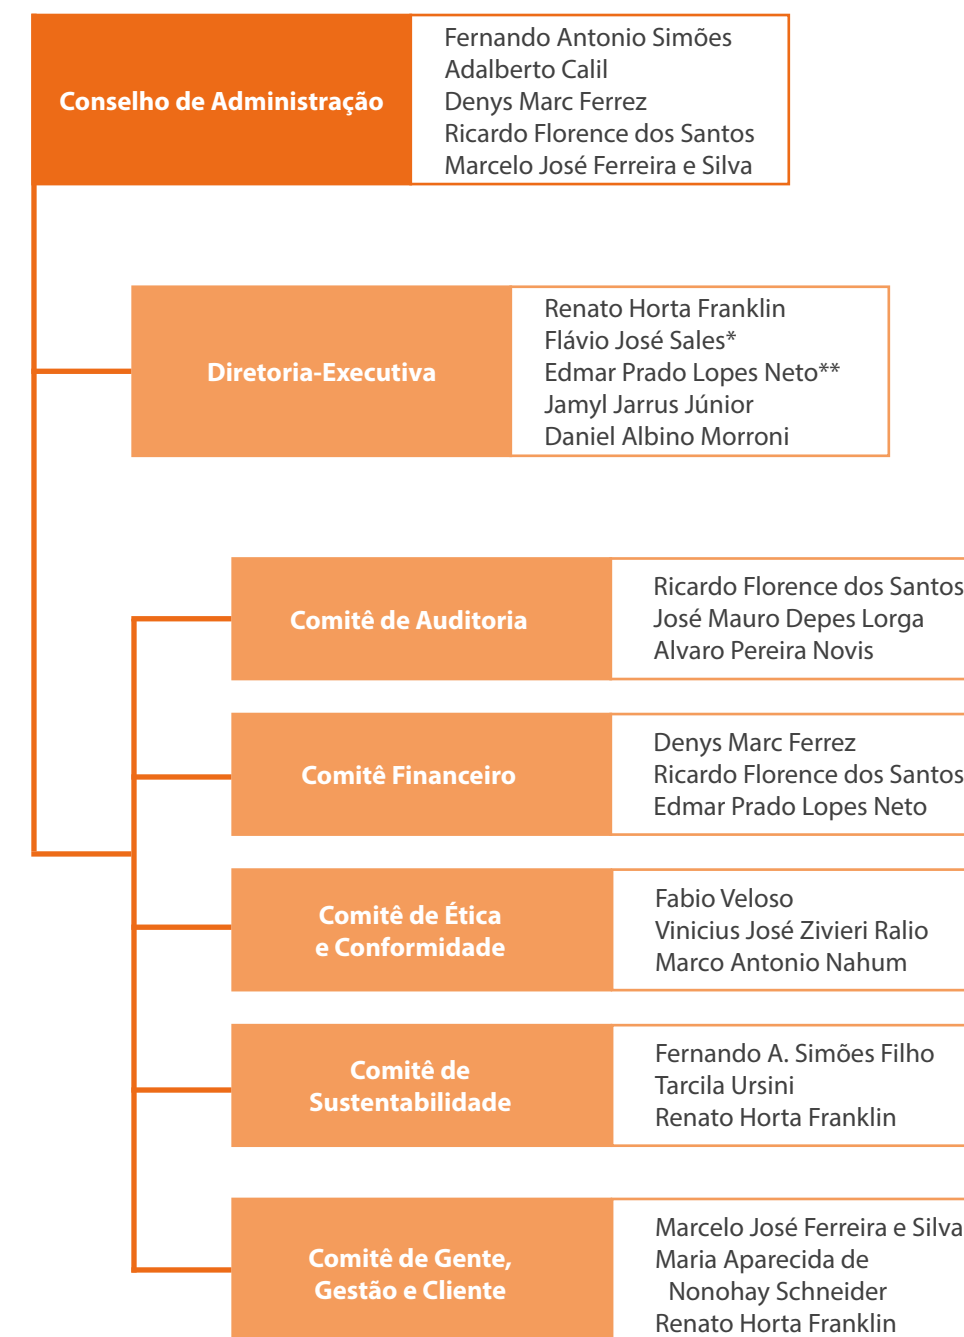 Conselho de Administração
Fernando Antonio Simões
Adalberto Calil
Denys Marc Ferrez
Ricardo Florence dos Santos
Marcelo José Ferreira e Silva
Diretoria-Executiva
Renato Horta Franklin
Flávio José Sales*
Edmar Prado Lopes Neto**
Jamyl Jarrus Júnior
Daniel Albino Morroni
Comitê de Auditoria
Ricardo Florence dos Santos
José Mauro Depes Lorga
Alvaro Pereira Novis
Comitê Financeiro
Denys Marc Ferrez
Ricardo Florence dos Santos
Edmar Prado Lopes Neto
Comitê de Ética
e Conformidade
Fabio Veloso
Vinicius José Zivieri Ralio
Marco Antonio Nahum
Comitê de
Sustentabilidade
Fernando A. Simões Filho
Tarcila Ursini
Renato Horta Franklin
Comitê de Gente,
Gestão e Cliente
Marcelo José Ferreira e Silva
Maria Aparecida de
Nonohay Schneider
Renato Horta Franklin